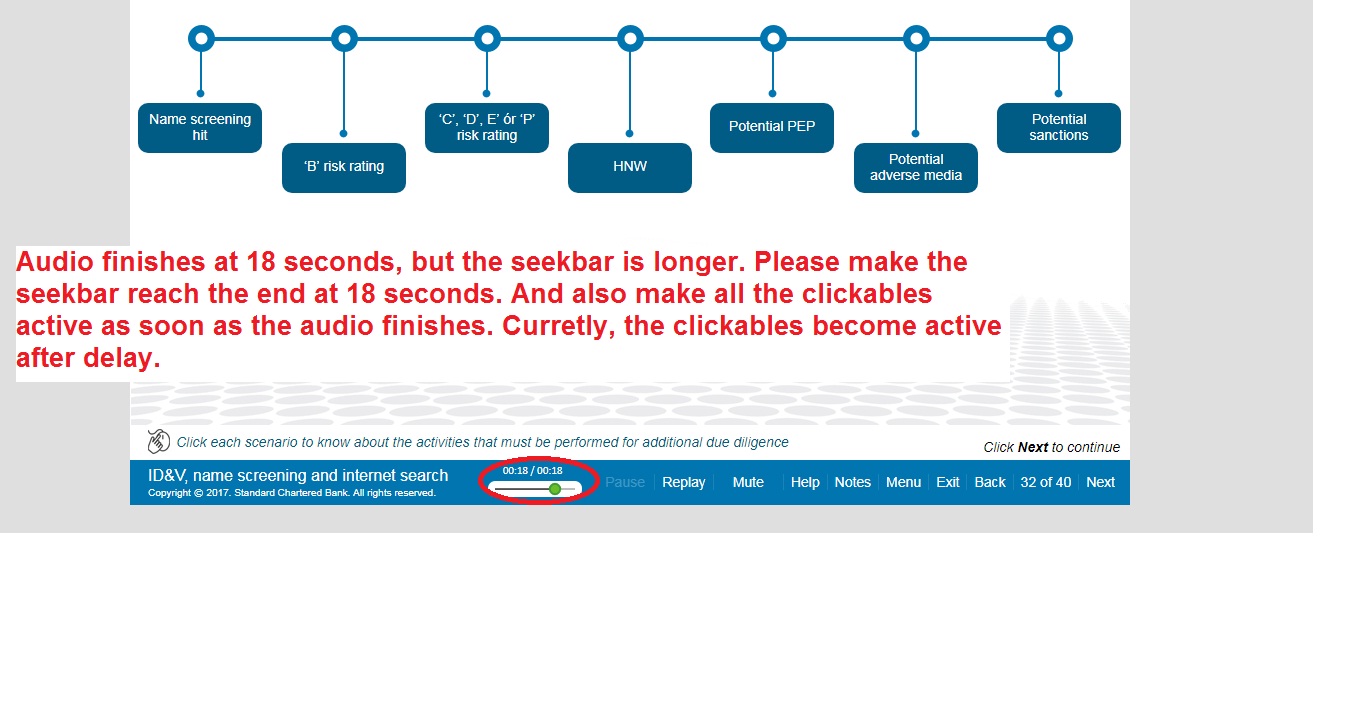 Name screening
hit
‘B’ risk rating
‘C’, ‘D’, E’ ór ‘P’
risk rating
HNW
Potential PEP
Potential
adverse media
Potential
sanctions
Audio finishes at 18 seconds, but the seekbar is longer. Please make the
seekbar reach the end at 18 seconds. And also make all the clickables
active as soon as the audio finishes. Curretly, the clickables become active
after delay.
Click each scenario to know about the activities that must be performed for additional due diligence
Click Next to continue
ID&V, name screening and internet search
Copyright © 2017. Standard Chartered Bank. All rights reserved.
00:18 / 00:18
Pause Replay Mute Help Notes Menu Exit Back 32 of 40 Next